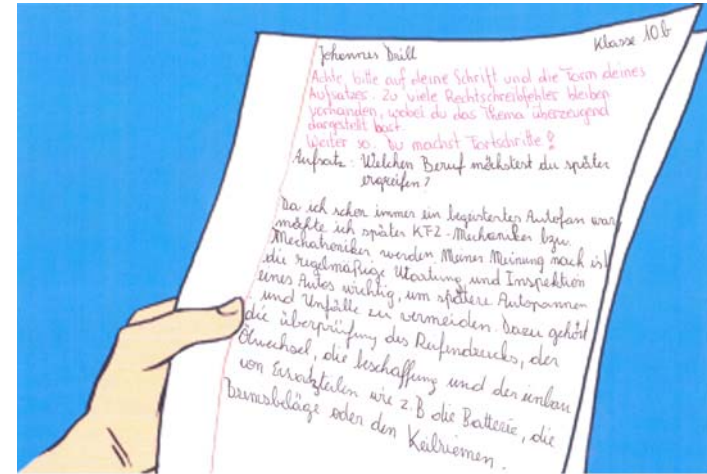 Johannes Drill Klasse 10b
Achte, bitte auf deine Schrift und die Form deines
Aufsatzes. Zu viele Rechtschreibfehler bleiben
vorhanden, wobei du das Thema überzeugend
dargestellt hast.
Weiter so. Du machst Fortschritte!
Aufsatz: Welchen Beruf möchtest du später
ergreifen?
Da ich schon immer ein begeisterter Autofan war,
möchte ich später KFZ-Mechaniker bzw.
Mechatroniker werden. Meiner Meinung nach ist
die regelmäßige Wartung und Inspektion
eines Autos wichtig, um spätere Autopannen
und Unfälle zu vermeiden. Dazu gehört
die überprüfung des Reifendrucks, der
Ölwechsel, die beschaffung und der einbau
von Ersatzteilen wie z.B die Batterie, die
Bremsbeläge oder den Keilriemen.